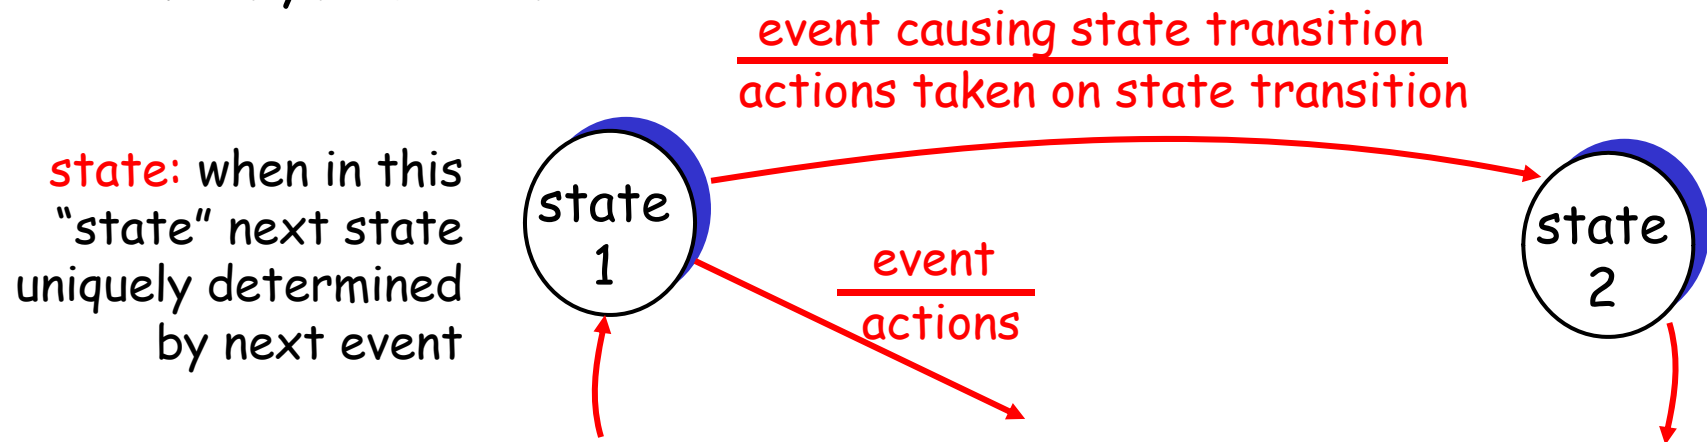 event causing state transition
actions taken on state transition
state: when in this
“state” next state
uniquely determined
by next event
state
1
event
actions
state
2